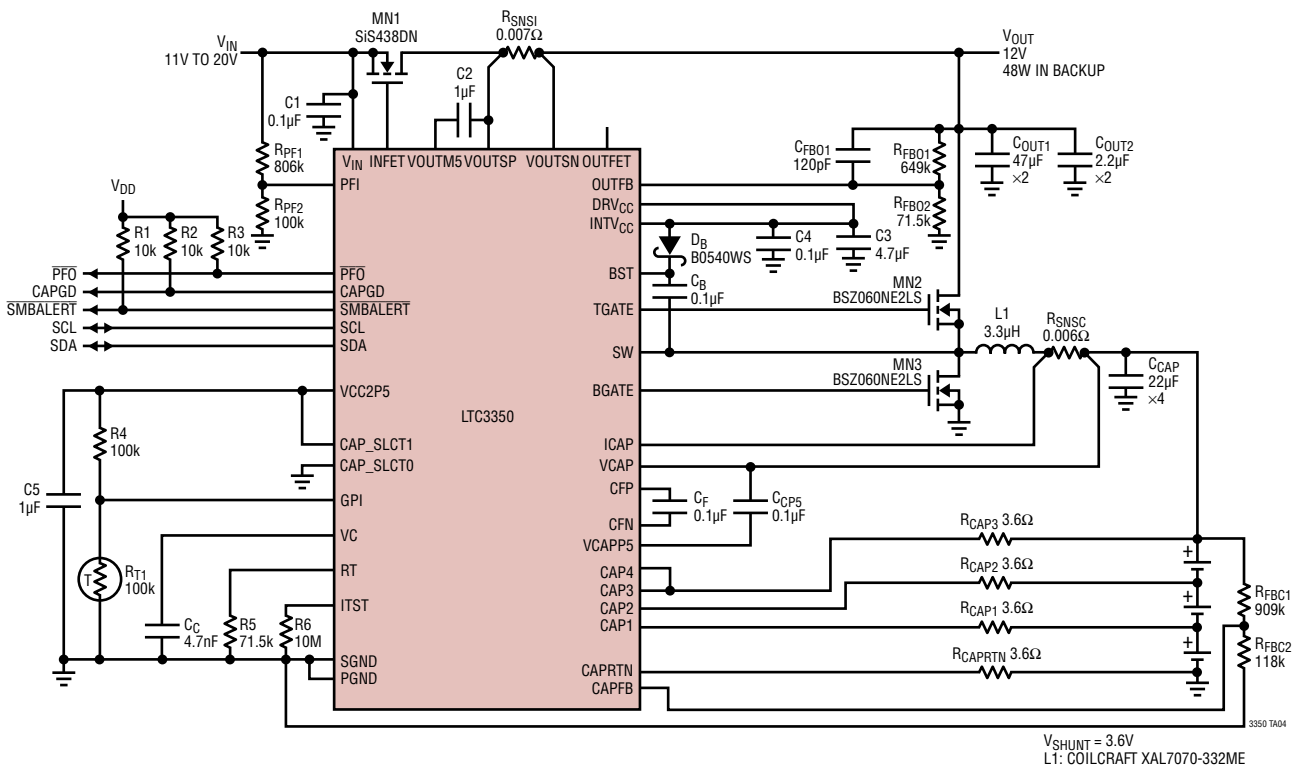 MN1
SiS438DN
RSNSI
0.007Ω
VIN
11V TO 20V
VOUT
12V
48W IN BACKUP
C1
0.1µF
C2
1µF
CFBO1
120pF
RFBO1
649k
COUT1
47µF
×2
COUT2
2.2µF
×2
RPF1
806k
RPF2
100k
VIN INFET VOUTM5 VOUTSP VOUTSN OUTFET
PFI
OUTFB
DRVCC
INTVCC
RFBO2
71.5k
VDD
R1
10k
R2
10k
R3
10k
DB
B0540WS
C4
0.1µF
C3
4.7µF
PFO
CAPGD
SMBALERT
SCL
SDA
PFO
CAPGD
SMBALERT
SCL
SDA
BST
CB
0.1µF
TGATE
MN2
BSZ060NE2LS
SW
L1
3.3µH
RSNSC
0.006Ω
BGATE
MN3
BSZ060NE2LS
CCAP
22µF
×4
VCC2P5
LTC3350
R4
100k
CAP_SLCT1
CAP_SLCT0
ICAP
VCAP
C5
1µF
GPI
CFP
CFN
CF
0.1µF
CCP5
0.1µF
VCAPP5
VC
T
RT1
100k
RT
ITST
CC
4.7nF
R5
71.5k
R6
10M
CAP4
CAP3
CAP2
CAP1
RCAP3 3.6Ω
RCAP2 3.6Ω
RCAP1 3.6Ω
RCAPRTN 3.6Ω
+
+
+
RFBC1
909k
RFBC2
118k
SGND
PGND
CAPRTN
CAPFB
3350 TA04
VSHUNT = 3.6V
L1: COILCRAFT XAL7070-332ME